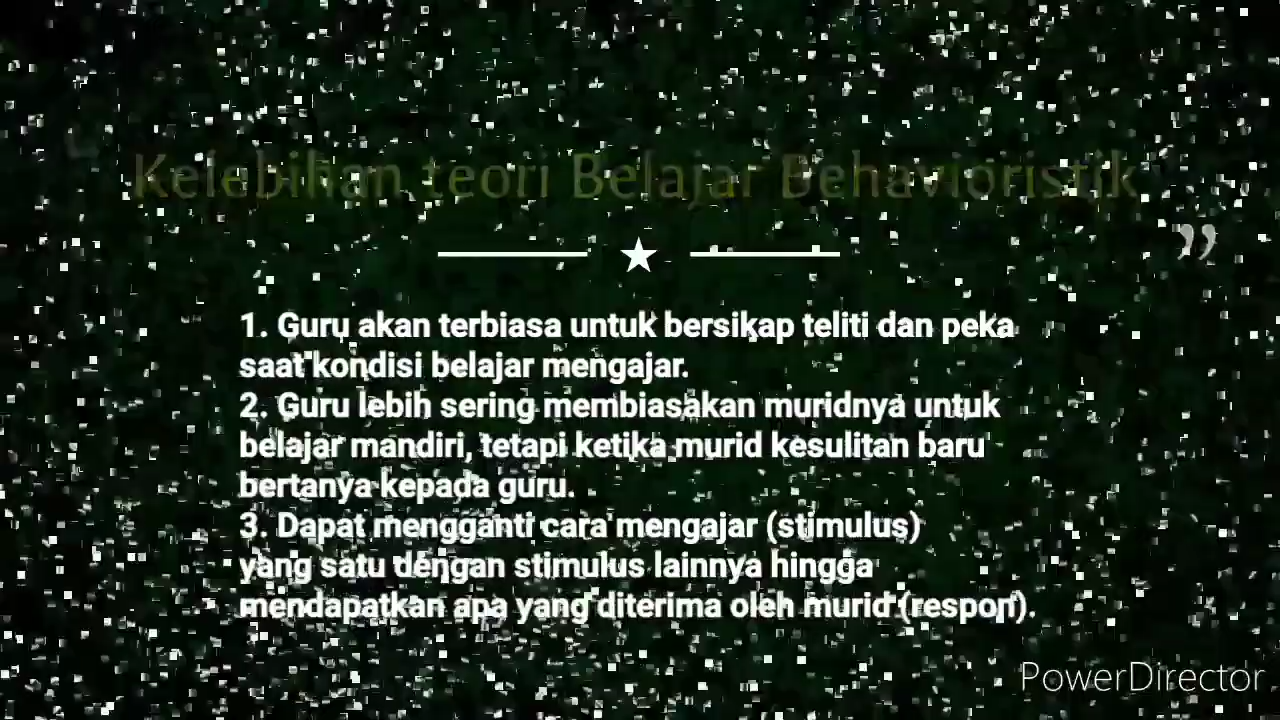 Kelebihan teori Belajar Behavioristik
”
1. Guru akan terbiasa untuk bersikap teliti dan peka
saat kondisi belajar mengajar.
2. Guru lebih sering membiasakan muridnya untuk
belajar mandiri, tetapi ketika murid kesulitan baru
bertanya kepada guru.
3. Dapat mengganti cara mengajar (stimulus)
yang satu dengan stimulus lainnya hingga
mendapatkan apa yang diterima oleh murid (respon).
PowerDirector